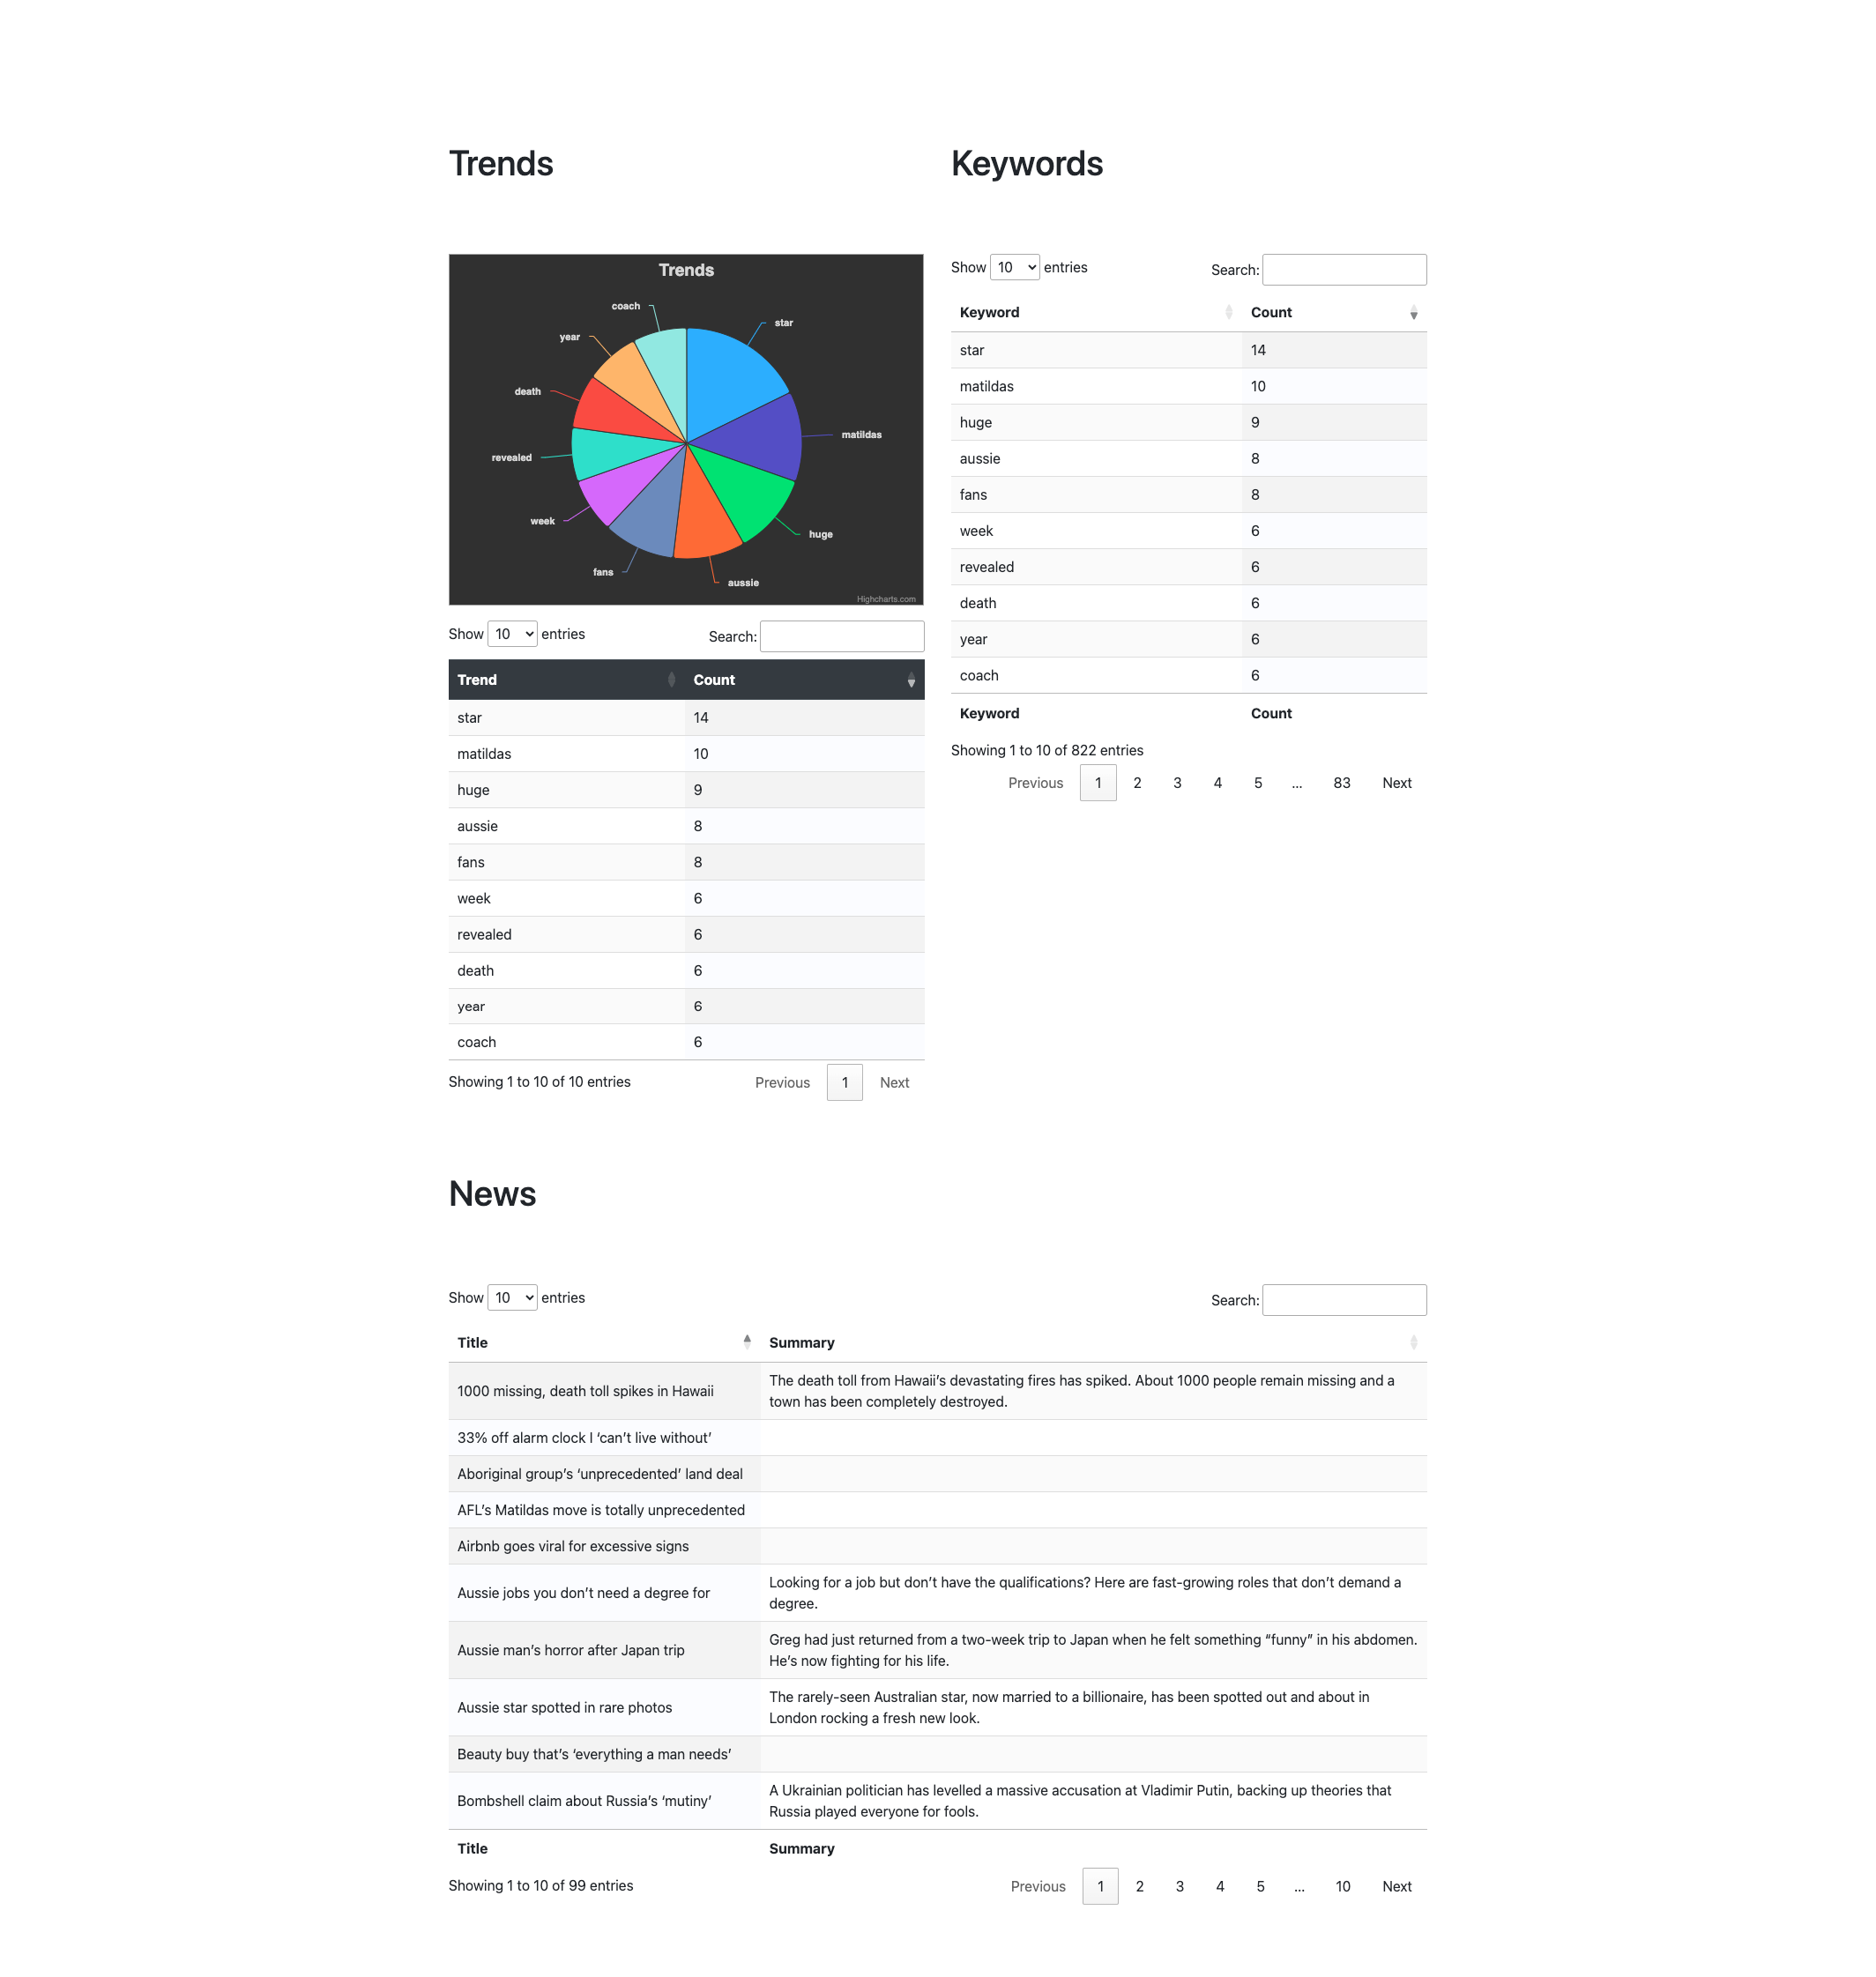 Trends
Trends
coach
star
year
death
matildas
revealed
week
huge
fans
aussie
Highcharts.com
Show 10 entries
Search:
Trend Count
star 14
matildas 10
huge 9
aussie 8
fans 8
week 6
revealed 6
death 6
year 6
coach 6
Showing 1 to 10 of 10 entries
Previous 1 Next
Keywords
Show 10 entries
Search:
Keyword Count
star 14
matildas 10
huge 9
aussie 8
fans 8
week 6
revealed 6
death 6
year 6
coach 6
Keyword Count
Showing 1 to 10 of 822 entries
Previous 1 2 3 4 5 … 83 Next
News
Show 10 entries
Search:
Title Summary
1000 missing, death toll spikes in Hawaii
The death toll from Hawaii’s devastating fires has spiked. About 1000 people remain missing and a
town has been completely destroyed.
33% off alarm clock I ‘can’t live without’
Aboriginal group’s ‘unprecedented’ land deal
AFL’s Matildas move is totally unprecedented
Airbnb goes viral for excessive signs
Aussie jobs you don’t need a degree for
Looking for a job but don’t have the qualifications? Here are fast-growing roles that don’t demand a
degree.
Aussie man’s horror after Japan trip
Greg had just returned from a two-week trip to Japan when he felt something “funny” in his abdomen.
He’s now fighting for his life.
Aussie star spotted in rare photos
The rarely-seen Australian star, now married to a billionaire, has been spotted out and about in
London rocking a fresh new look.
Beauty buy that’s ‘everything a man needs’
Bombshell claim about Russia’s ‘mutiny’
A Ukrainian politician has levelled a massive accusation at Vladimir Putin, backing up theories that
Russia played everyone for fools.
Title Summary
Showing 1 to 10 of 99 entries
Previous 1 2 3 4 5 … 10 Next